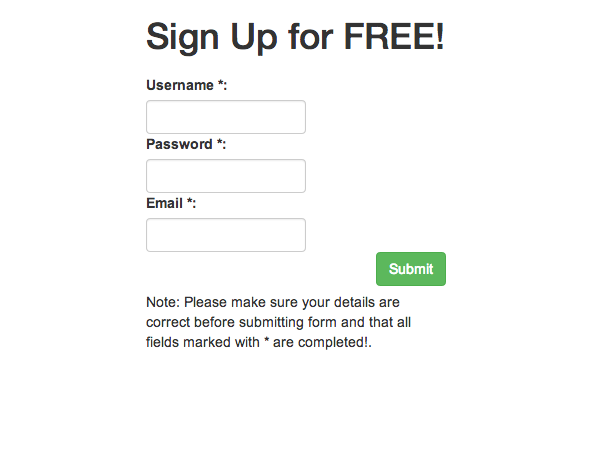 Sign Up for FREE!
Username *:
Password *:
Email *:
Submit
Note: Please make sure your details are
correct before submitting form and that all
fields marked with * are completed!.